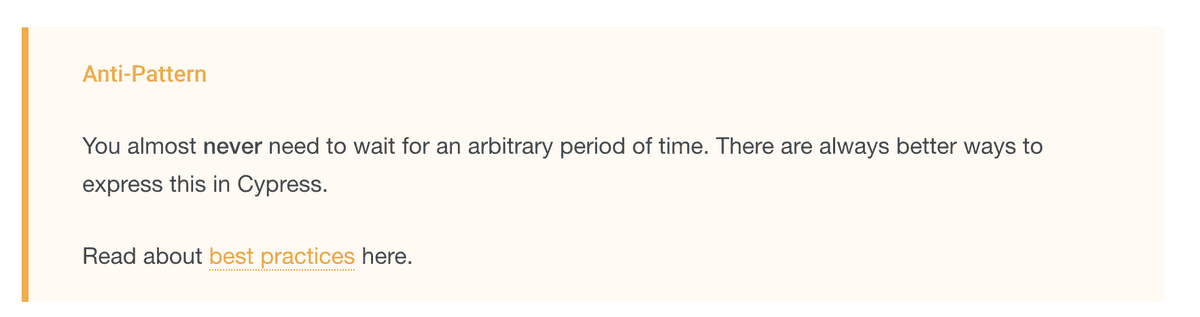 Anti-Pattern
You almost never need to wait for an arbitrary period of time. There are always better ways to
express this in Cypress.
Read about best practices here.